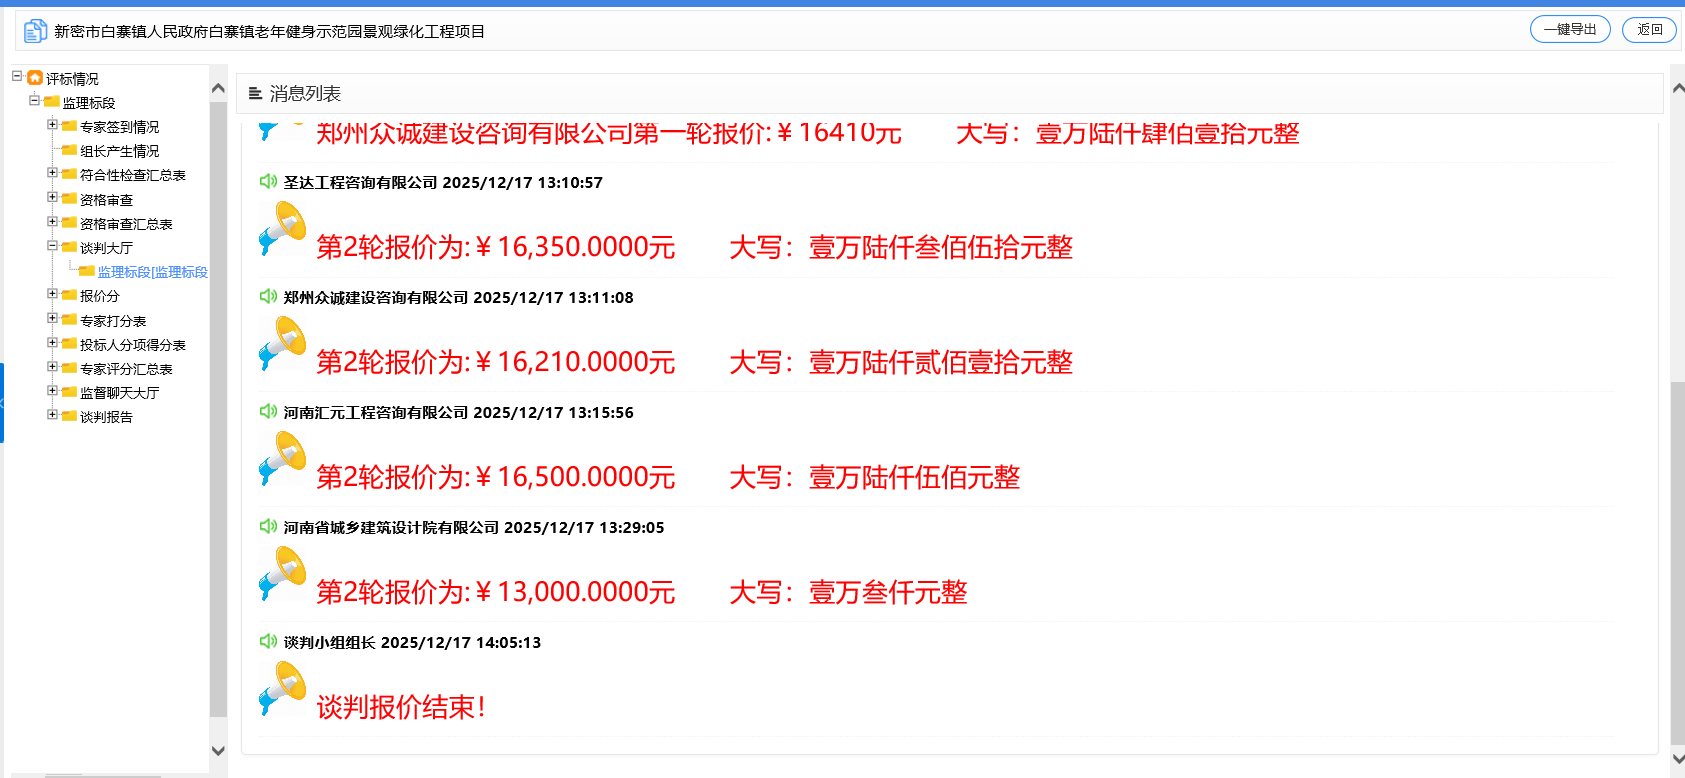 新密市白寨镇人民政府白寨镇老年健身示范园景观绿化工程项目
一键导出
返回
评标情况
监理标段
专家签到情况
组长产生情况
符合性检查汇总表
资格审查
资格审查汇总表
谈判大厅
监理标段[监理标段
报价分
专家打分表
投标人分项得分表
专家评分汇总表
监督聊天大厅
谈判报告
消息列表
郑州众诚建设咨询有限公司第一轮报价:￥16410元 大写：壹万陆仟肆佰壹拾元整
圣达工程咨询有限公司 2025/12/17 13:10:57
第2轮报价为:￥16,350.0000元 大写：壹万陆仟叁佰伍拾元整
郑州众诚建设咨询有限公司 2025/12/17 13:11:08
第2轮报价为:￥16,210.0000元 大写：壹万陆仟贰佰壹拾元整
河南汇元工程咨询有限公司 2025/12/17 13:15:56
第2轮报价为:￥16,500.0000元 大写：壹万陆仟伍佰元整
河南省城乡建筑设计院有限公司 2025/12/17 13:29:05
第2轮报价为:￥13,000.0000元 大写：壹万叁仟元整
谈判小组组长 2025/12/17 14:05:13
谈判报价结束！